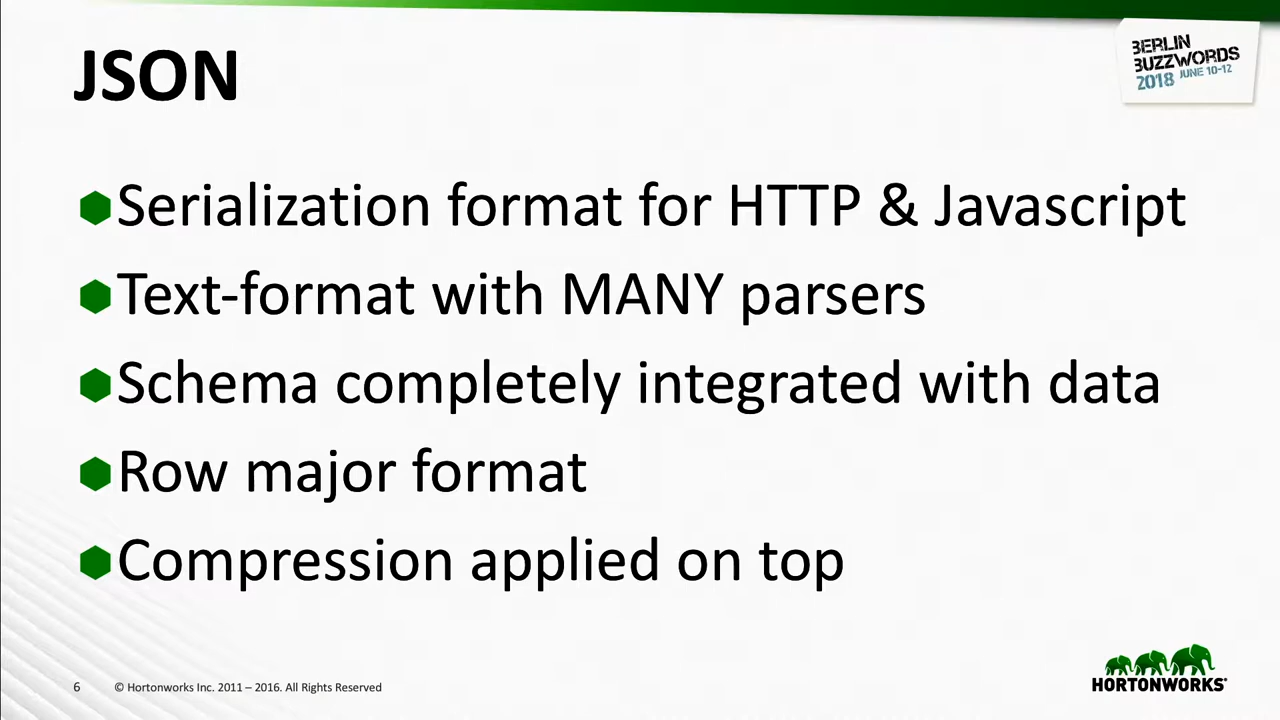 JSON
BERLIN
BUZZWORDS
2018 JUNE 10-12
Serialization format for HTTP & Javascript
Text-format with MANY parsers
Schema completely integrated with data
Row major format
Compression applied on top
6 © Hortonworks Inc. 2011 – 2016. All Rights Reserved
HORTONWORKS